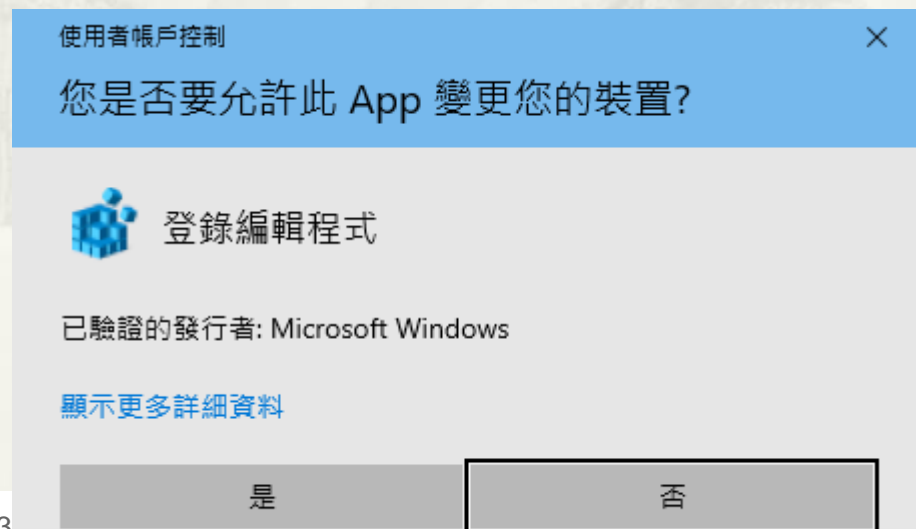 使用者帳戶控制
您是否要允許此 App 變更您的裝置?
登錄編輯程式
已驗證的發行者: Microsoft Windows
顯示更多詳細資料
是 否
3